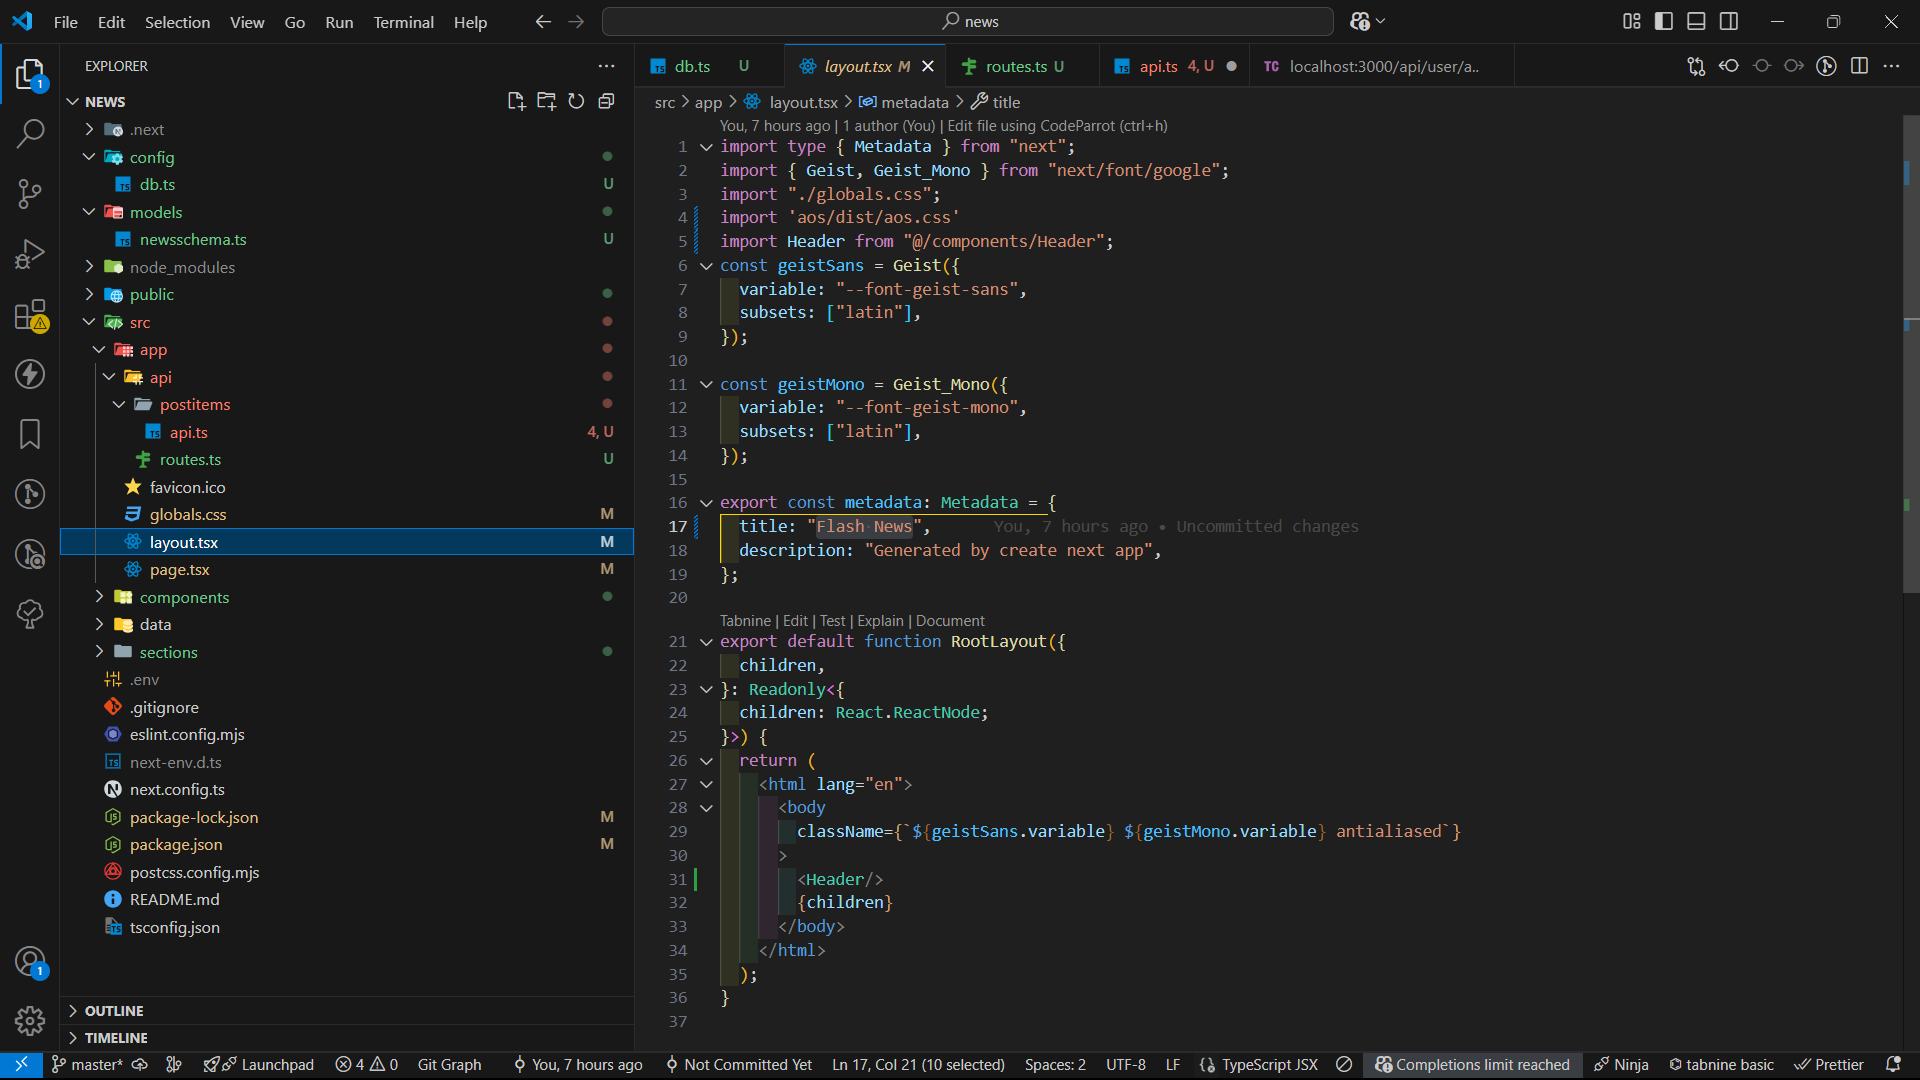 File Edit Selection View Go Run Terminal Help
news
EXPLORER
NEWS
.next
config
db.ts U
models
newsschema.ts U
node_modules
public
src
app
api
postitems
api.ts 4, U
routes.ts U
favicon.ico
globals.css M
layout.tsx M
page.tsx M
components
data
sections
.env
.gitignore
eslint.config.mjs
next-env.d.ts
next.config.ts
package-lock.json M
package.json M
postcss.config.mjs
README.md
tsconfig.json
OUTLINE
TIMELINE
1
1
db.ts U
layout.tsx M
routes.ts U
api.ts 4, U
TC localhost:3000/api/user/a..
src > app > layout.tsx > metadata > title
You, 7 hours ago | 1 author (You) | Edit file using CodeParrot (ctrl+h)
1 import type { Metadata } from "next";
2 import { Geist, Geist_Mono } from "next/font/google";
3 import "./globals.css";
4 import 'aos/dist/aos.css'
5 import Header from "@/components/Header";
6 const geistSans = Geist({
7 variable: "--font-geist-sans",
8 subsets: ["latin"],
9 });
10
11 const geistMono = Geist_Mono({
12 variable: "--font-geist-mono",
13 subsets: ["latin"],
14 });
15
16 export const metadata: Metadata = {
17 title: "Flash News", You, 7 hours ago • Uncommitted changes
18 description: "Generated by create next app",
19 };
20
Tabnine | Edit | Test | Explain | Document
21 export default function RootLayout({
22 children,
23 }: Readonly<{
24 children: React.ReactNode;
25 }>) {
26 return (
27 <html lang="en">
28 <body
29 className={`${geistSans.variable} ${geistMono.variable} antialiased`}
30 >
31 <Header/>
32 {children}
33 </body>
34 </html>
35 );
36 }
37
master* Launchpad 4 0 Git Graph You, 7 hours ago Not Committed Yet Ln 17, Col 21 (10 selected) Spaces: 2 UTF-8 LF TypeScript JSX Completions limit reached Ninja tabnine basic Prettier